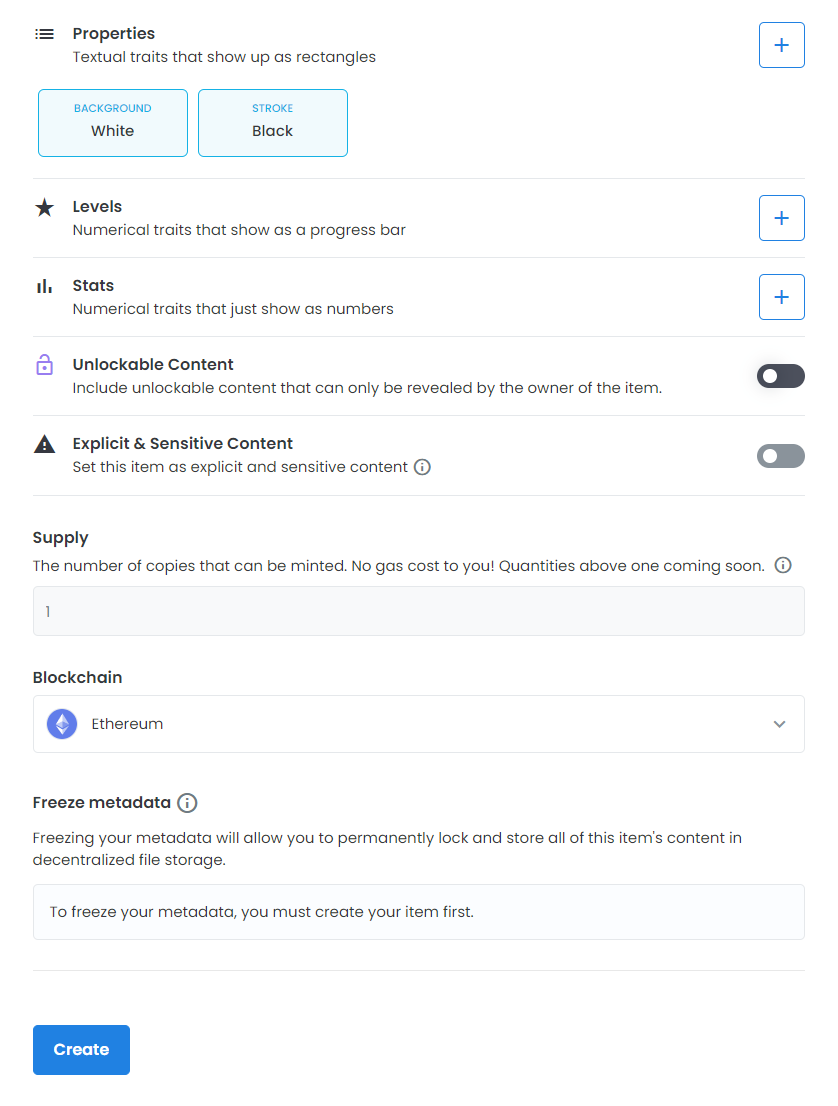 Properties
Textual traits that show up as rectangles
BACKGROUND
White
STROKE
Black
Levels
Numerical traits that show as a progress bar
Stats
Numerical traits that just show as numbers
Unlockable Content
Include unlockable content that can only be revealed by the owner of the item.
Explicit & Sensitive Content
Set this item as explicit and sensitive content
Supply
The number of copies that can be minted. No gas cost to you! Quantities above one coming soon.
1
Blockchain
Ethereum
Freeze metadata
Freezing your metadata will allow you to permanently lock and store all of this item's content in
decentralized file storage.
To freeze your metadata, you must create your item first.
Create